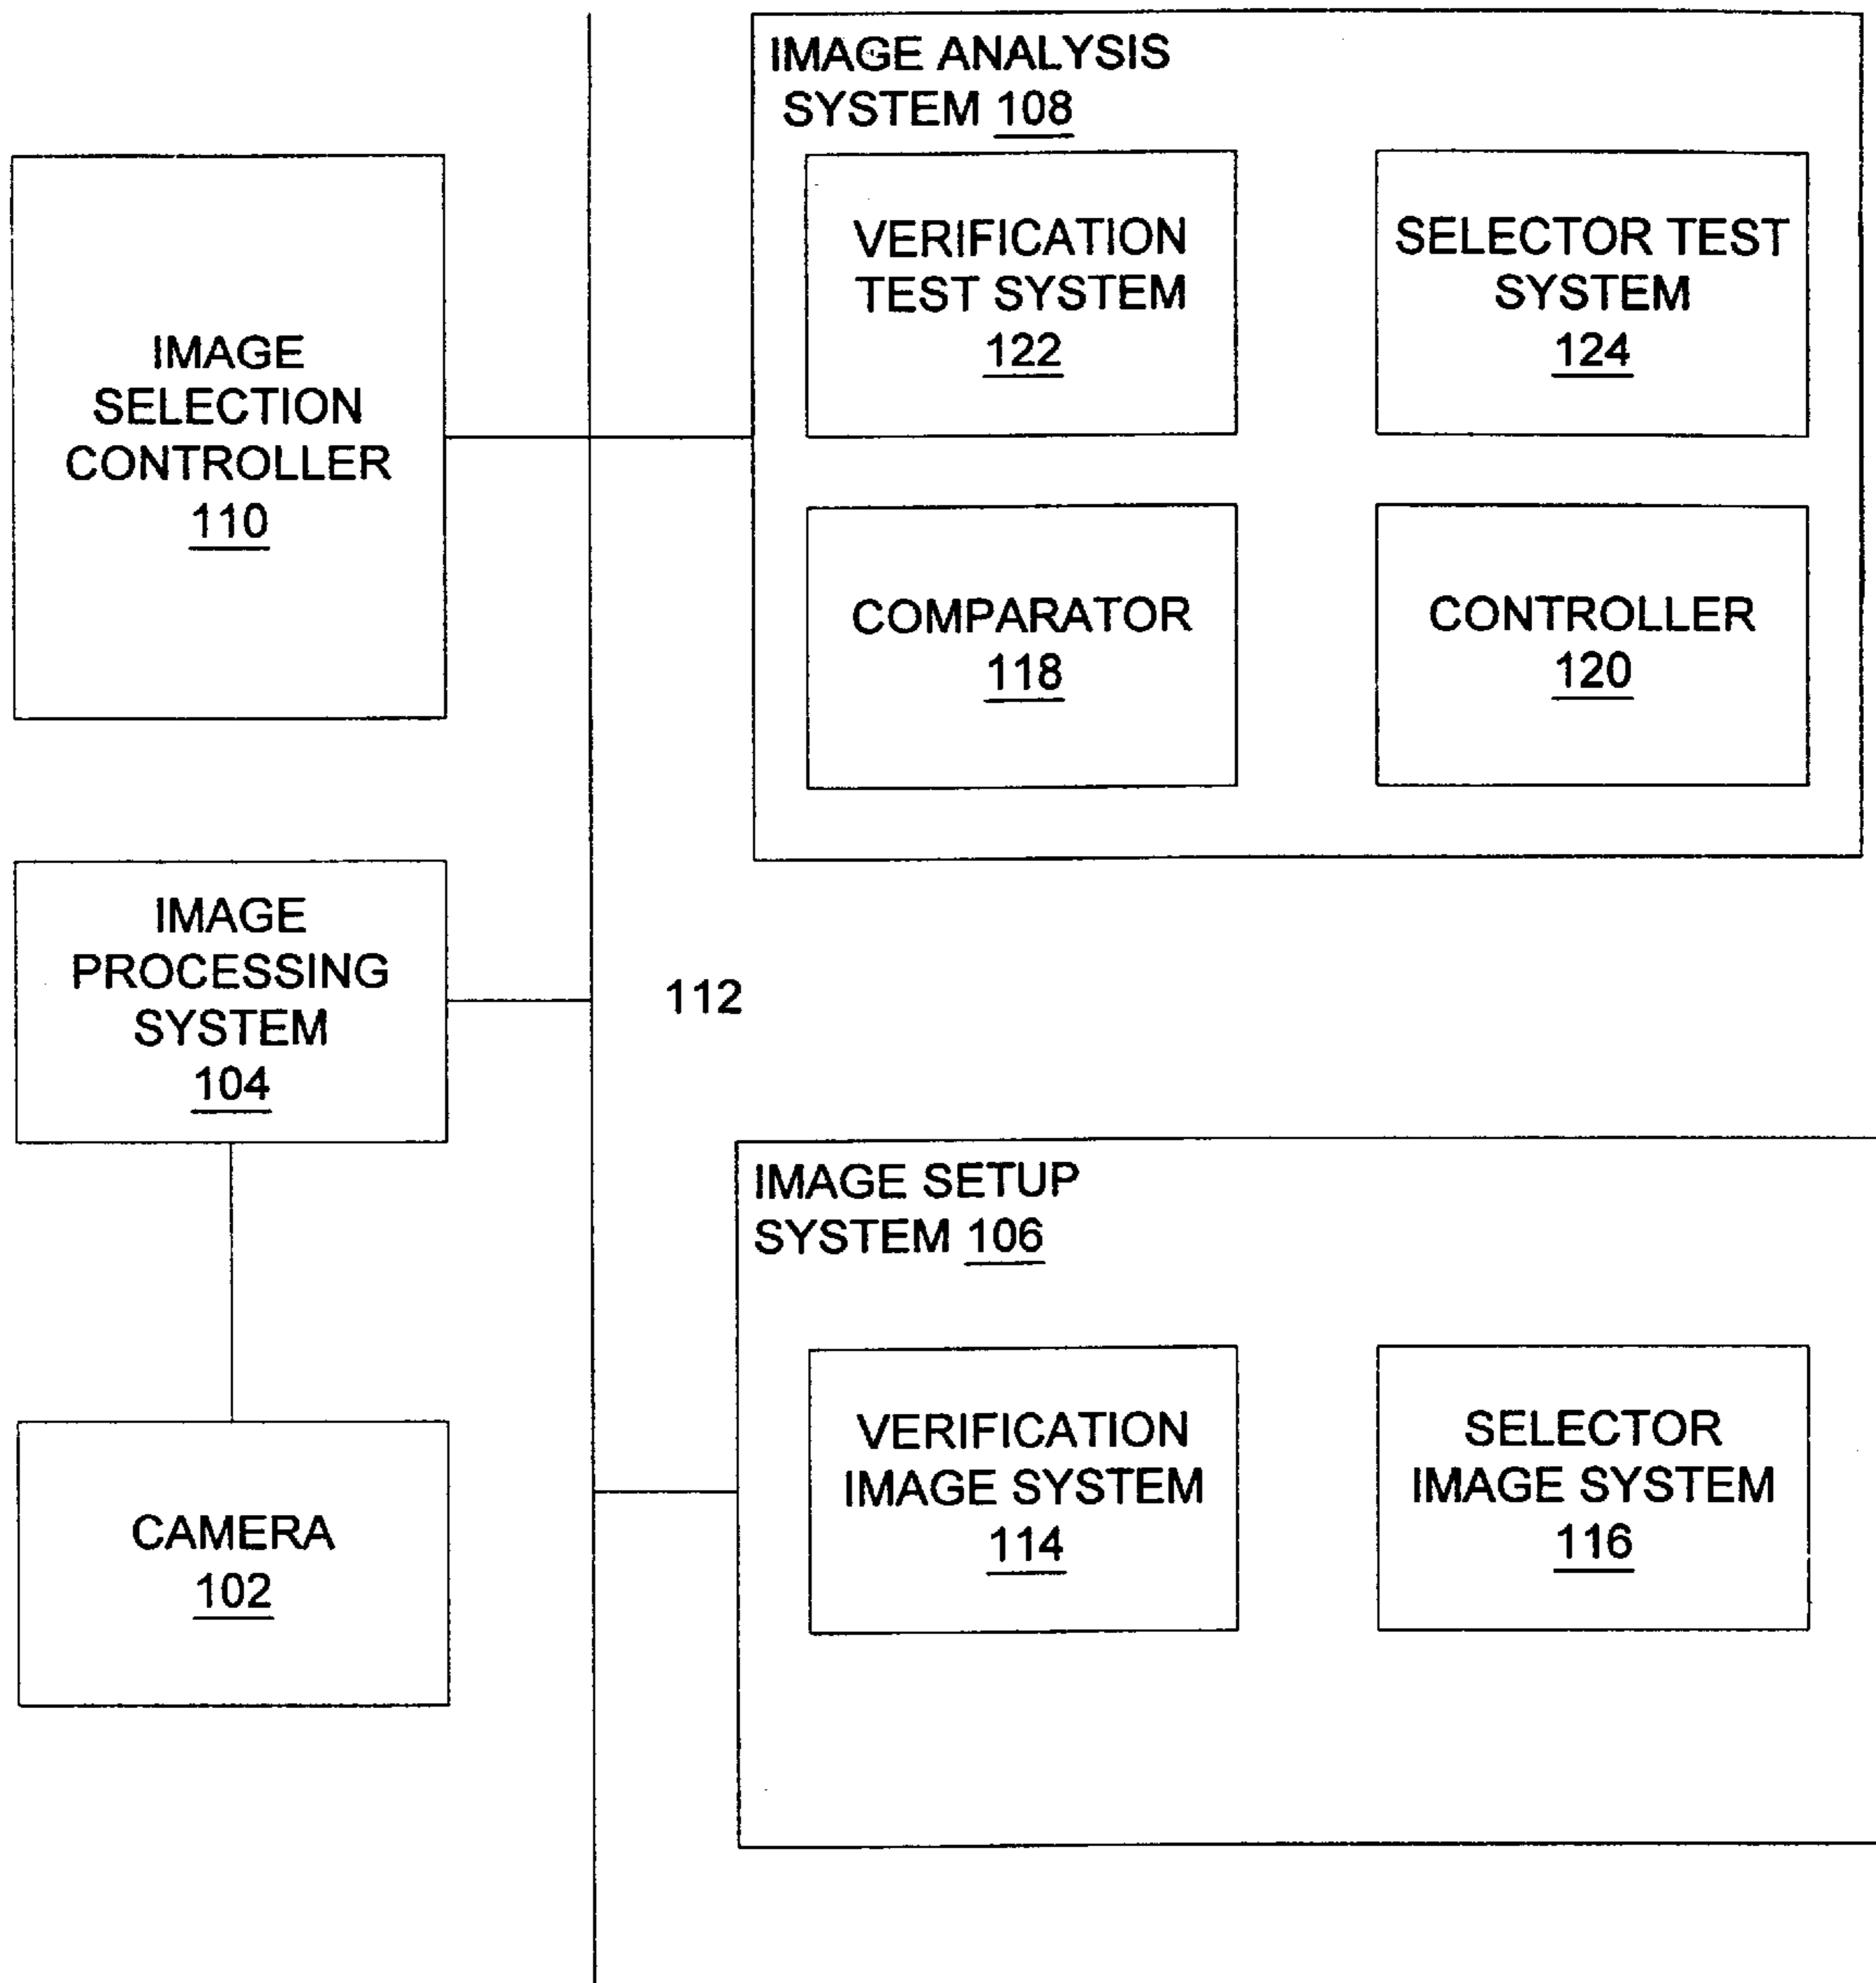 IMAGE ANALYSIS
SYSTEM 108
IMAGE
SELECTION
CONTROLLER
110
VERIFICATION
TEST SYSTEM
122
SELECTOR TEST
SYSTEM
124
COMPARATOR
118
CONTROLLER
120
IMAGE
PROCESSING
SYSTEM
104
112
IMAGE SETUP
SYSTEM 106
CAMERA
102
VERIFICATION
IMAGE SYSTEM
114
SELECTOR
IMAGE SYSTEM
116